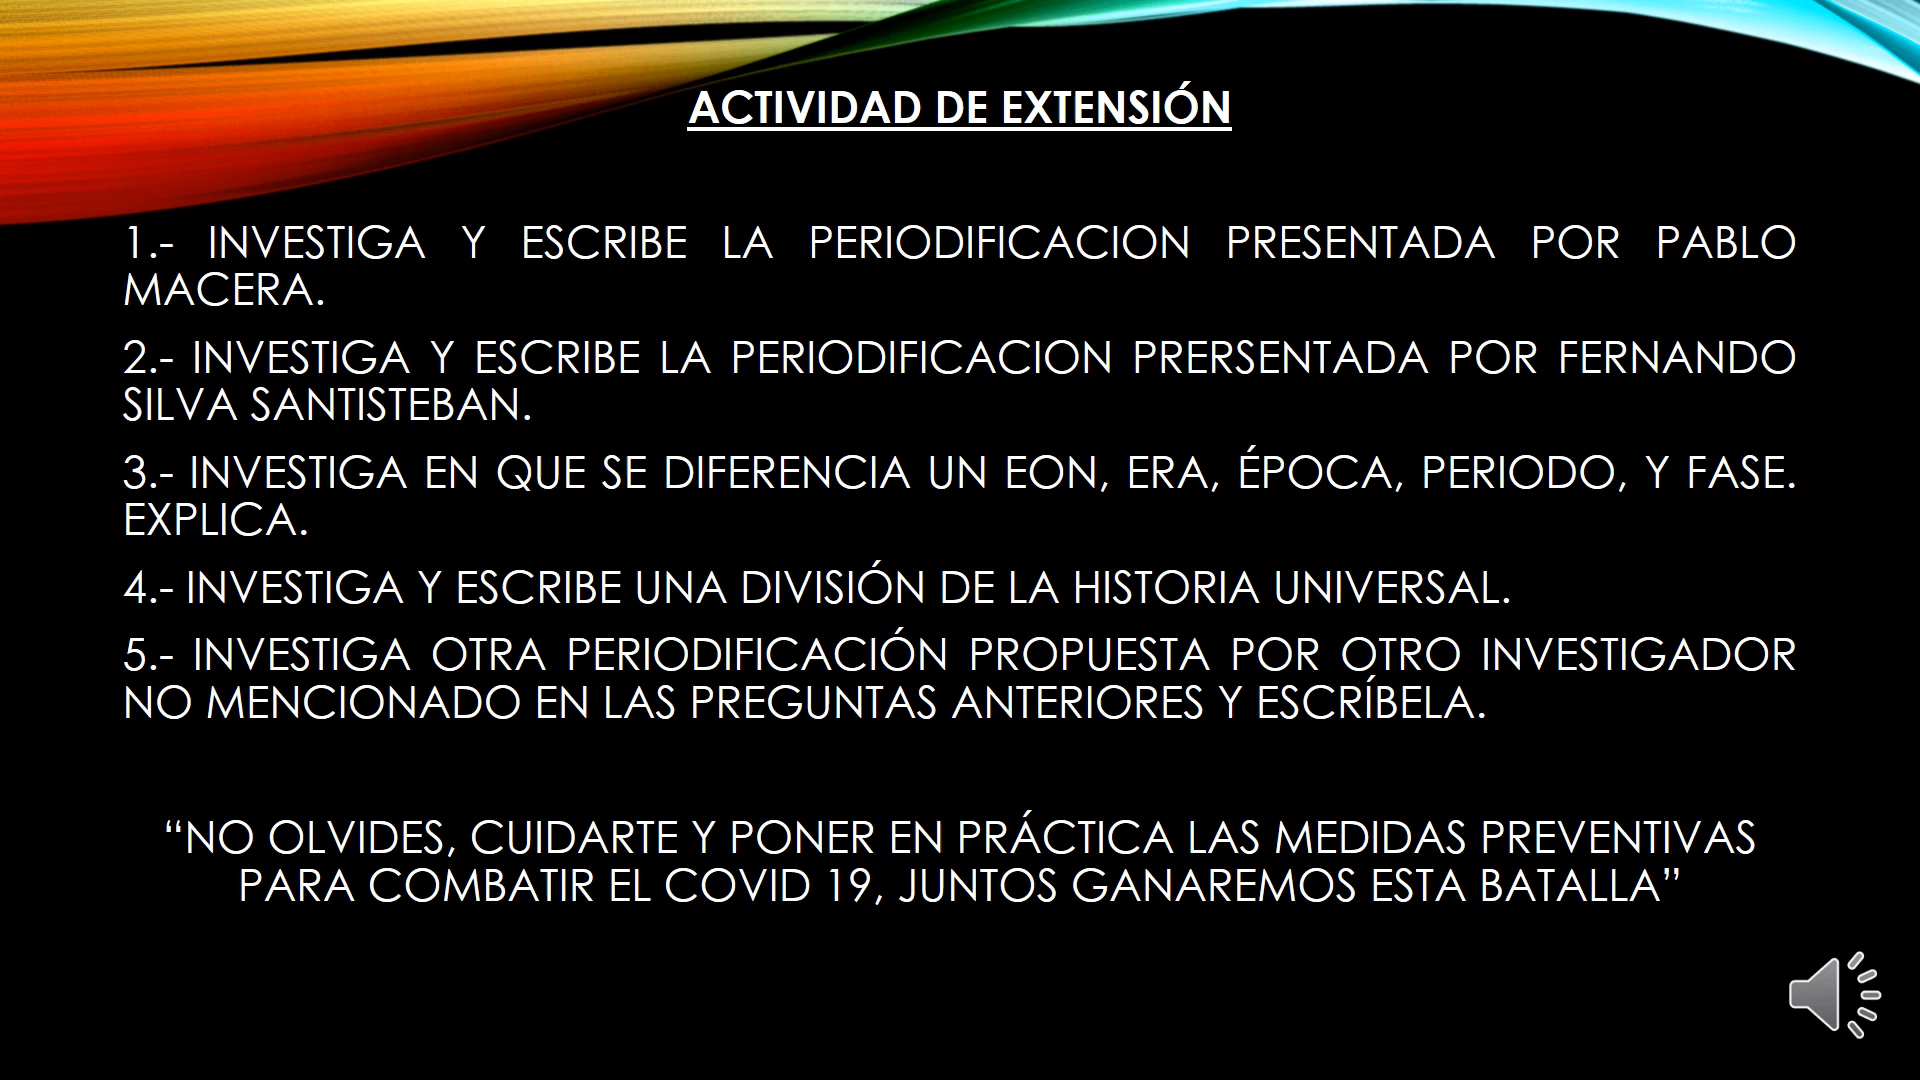 ACTIVIDAD DE EXTENSIÓN
1.- INVESTIGA Y ESCRIBE LA PERIODIFICACION PRESENTADA POR PABLO
MACERA.
2.- INVESTIGA Y ESCRIBE LA PERIODIFICACION PRERSENTADA POR FERNANDO
SILVA SANTISTEBAN.
3.- INVESTIGA EN QUE SE DIFERENCIA UN EON, ERA, ÉPOCA, PERIODO, Y FASE.
EXPLICA.
4.- INVESTIGA Y ESCRIBE UNA DIVISIÓN DE LA HISTORIA UNIVERSAL.
5.- INVESTIGA OTRA PERIODIFICACIÓN PROPUESTA POR OTRO INVESTIGADOR
NO MENCIONADO EN LAS PREGUNTAS ANTERIORES Y ESCRÍBELA.
“NO OLVIDES, CUIDARTE Y PONER EN PRÁCTICA LAS MEDIDAS PREVENTIVAS
PARA COMBATIR EL COVID 19, JUNTOS GANAREMOS ESTA BATALLA”